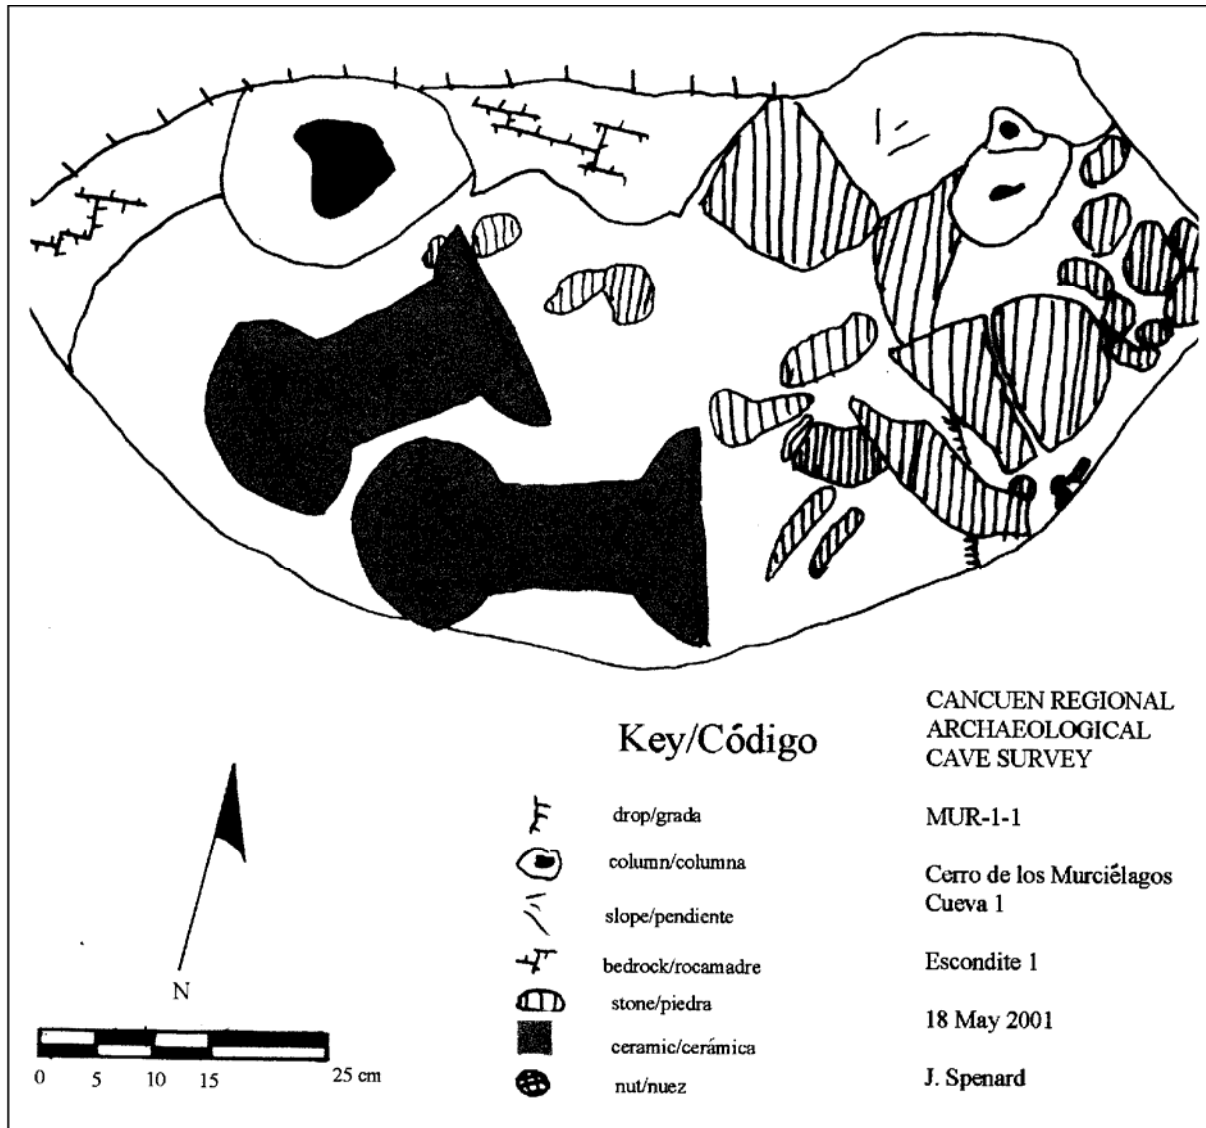 Key/Código
drop/grada
column/columna
slope/pendiente
bedrock/rocamadre
stone/piedra
ceramic/cerámica
nut/nuez
CANCUEN REGIONAL
ARCHAEOLOGICAL
CAVE SURVEY
MUR-1-1
Cerro de los Murciélagos
Cueva 1
Escondite 1
18 May 2001
J. Spenard
N
0 5 10 15 25 cm